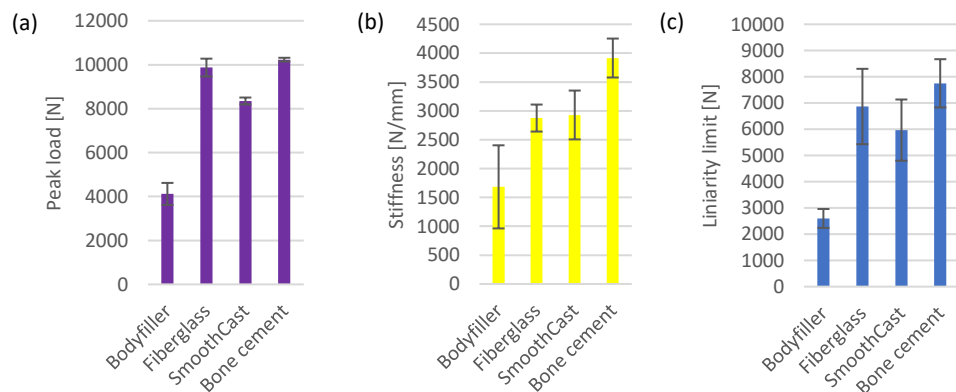 (a)
Peak load [N]
12000
10000
8000
6000
4000
2000
0
Bodyfiller
Fiberglass
SmoothCast
Bone cement
(b)
Stiffness [N/mm]
4500
4000
3500
3000
2500
2000
1500
1000
500
0
Bodyfiller
Fiberglass
SmoothCast
Bone cement
(c)
Liniarity limit [N]
10000
9000
8000
7000
6000
5000
4000
3000
2000
1000
0
Bodyfiller
Fiberglass
SmoothCast
Bone cement